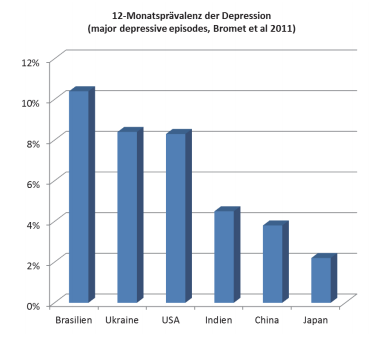 12-Monatsprävalenz der Depression
(major depressive episodes, Bromet et al 2011)
12%
10%
8%
6%
4%
2%
0%
Brasilien Ukraine USA Indien China Japan